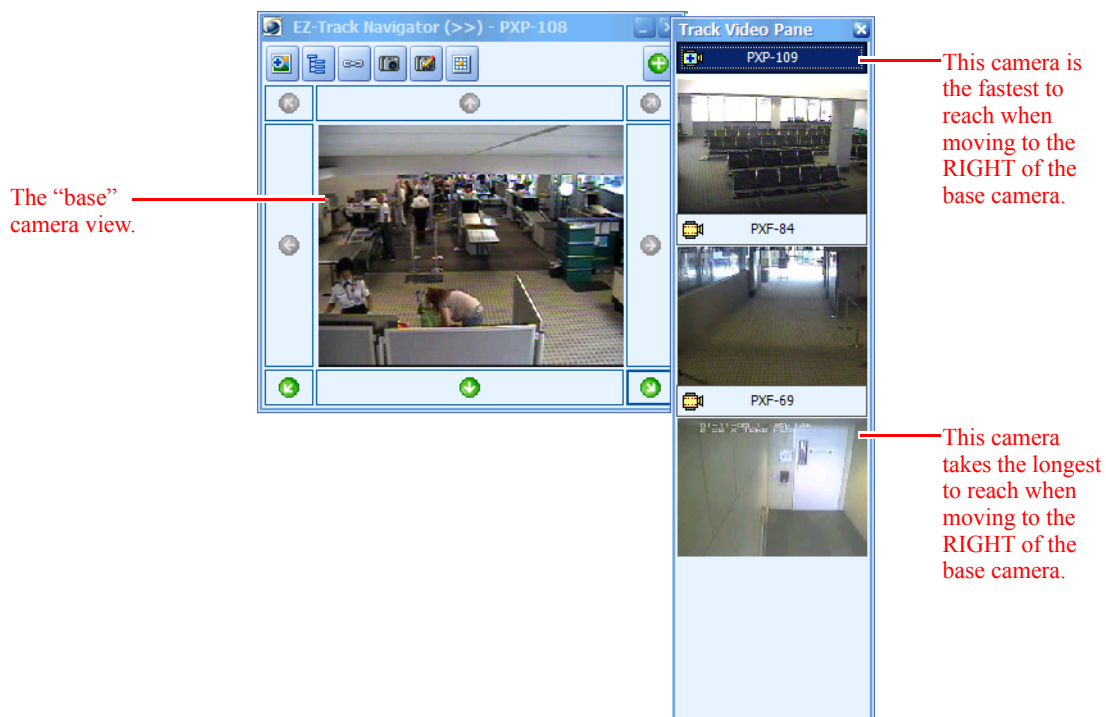 EZ-Track Navigator (>>) - PXP-108
Track Video Pane
PXP-109
This camera is
the fastest to
reach when
moving to the
RIGHT of the
base camera.
The “base”
camera view.
PXF-84
PXF-69
This camera
takes the longest
to reach when
moving to the
RIGHT of the
base camera.